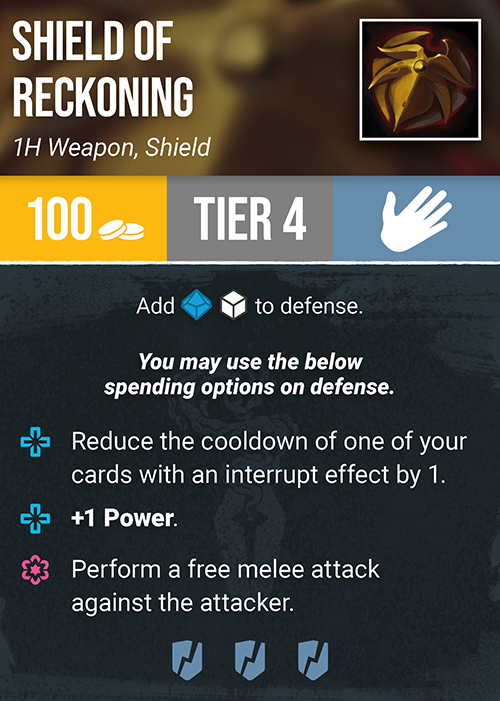 SHIELD OF
RECKONING
1H Weapon, Shield
100
TIER 4
Add to defense.
You may use the below
spending options on defense.
Reduce the cooldown of one of your
cards with an interrupt effect by 1.
+1 Power.
Perform a free melee attack
against the attacker.